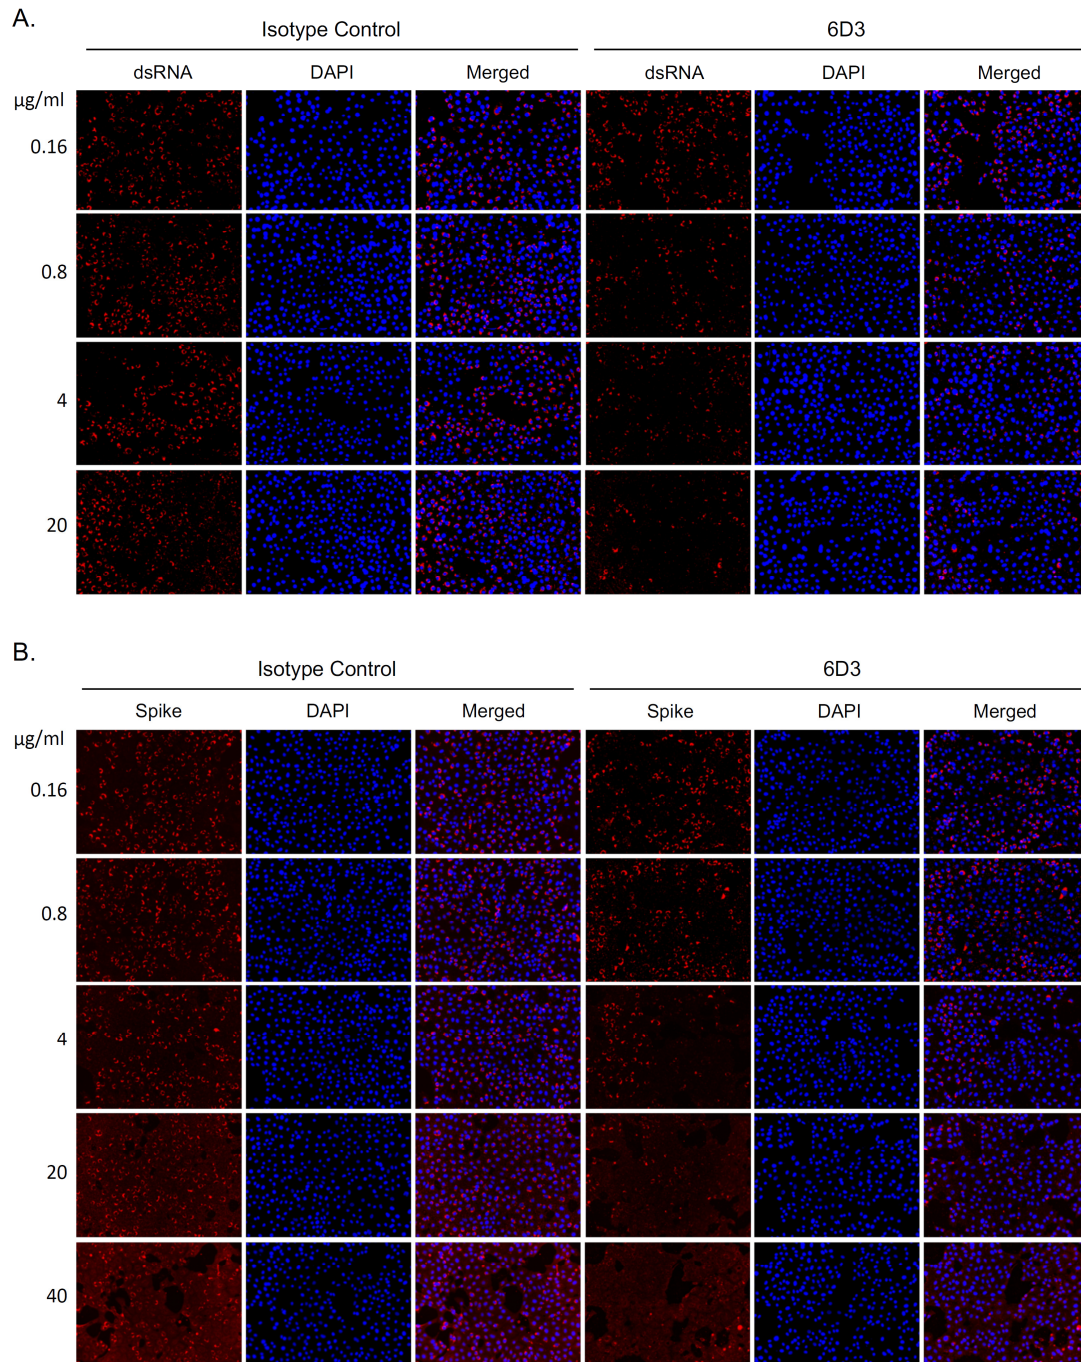 A.
Isotype Control 6D3
dsRNA DAPI Merged dsRNA DAPI Merged
µg/ml
0.16
0.8
4
20
B.
Isotype Control 6D3
Spike DAPI Merged Spike DAPI Merged
µg/ml
0.16
0.8
4
20
40